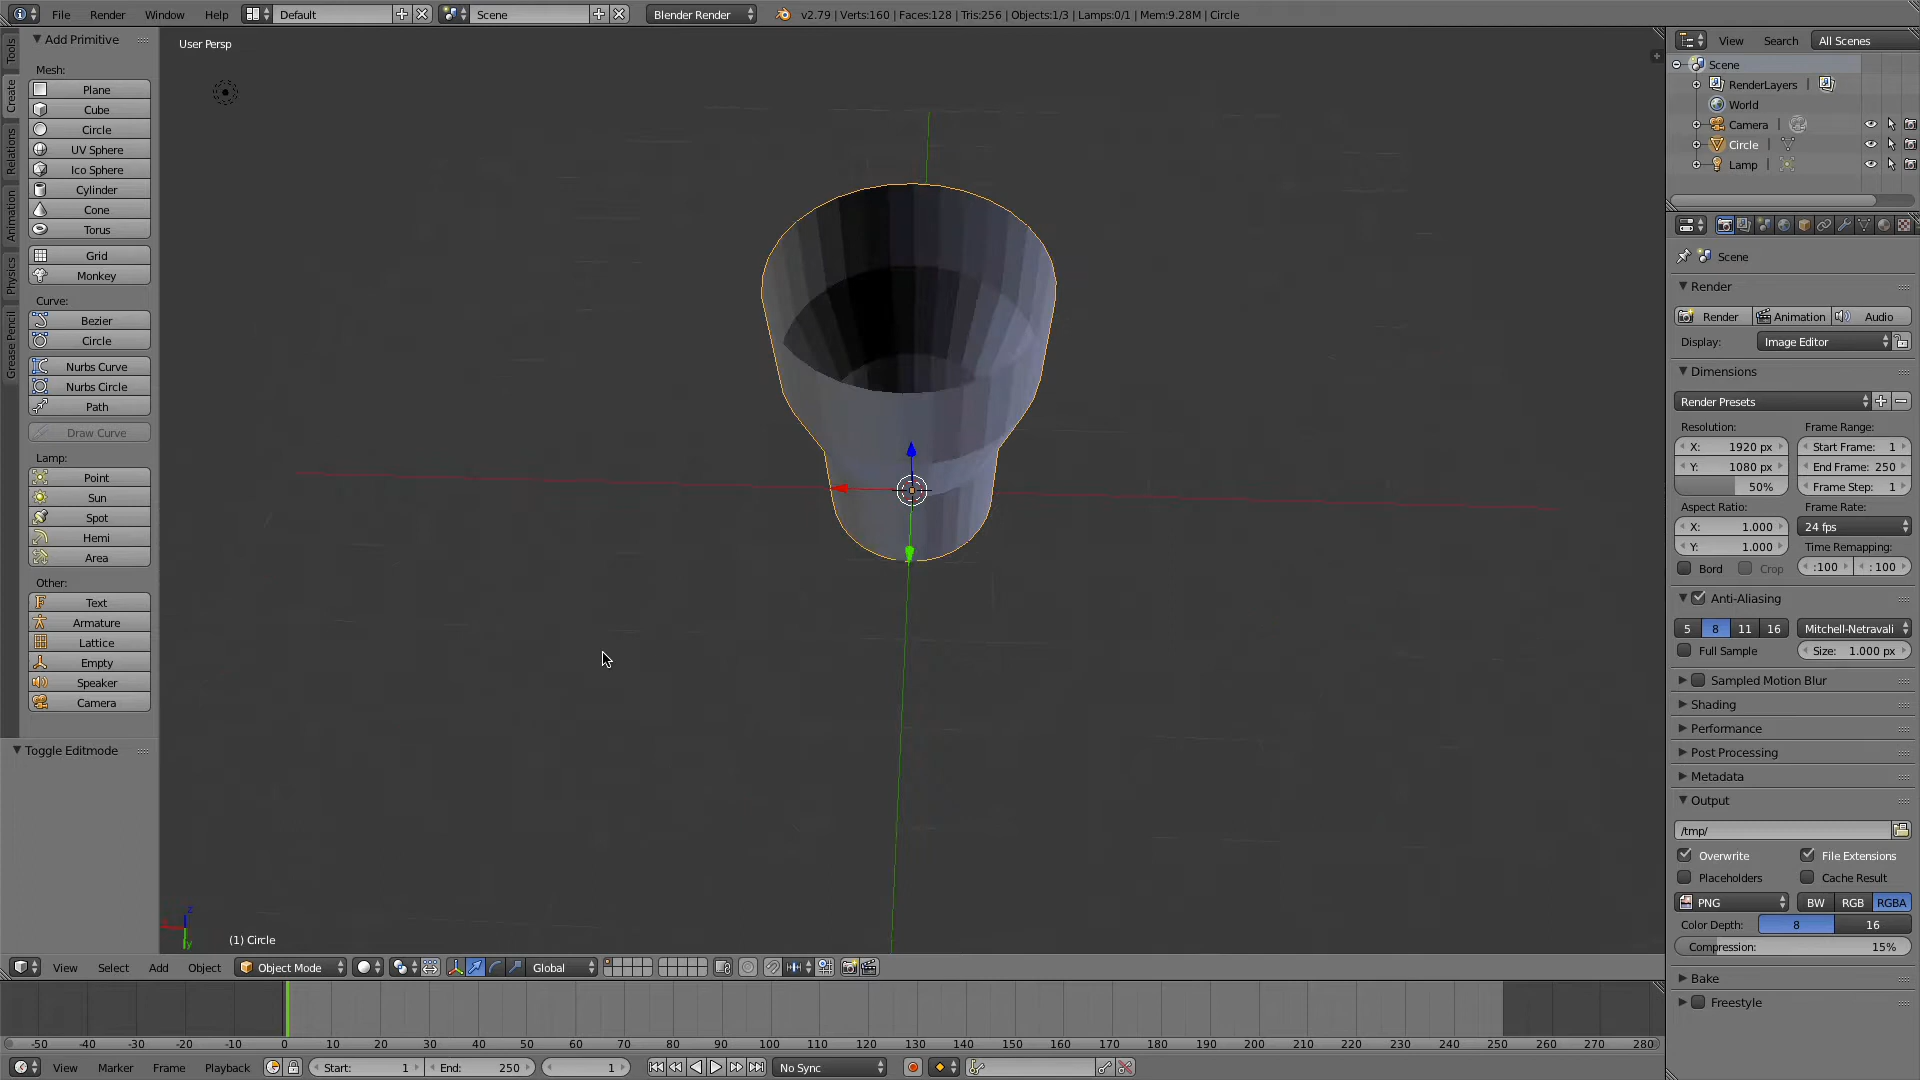 File Render Window Help Default Scene Blender Render v2.79 | Verts:160 | Faces:128 | Tris:256 | Objects:1/3 | Lamps:0/1 | Mem:9.28M | Circle
Tools
Create
Relations
Animation
Physics
Grease Pencil
Add Primitive
Mesh:
Plane
Cube
Circle
UV Sphere
Ico Sphere
Cylinder
Cone
Torus
Grid
Monkey
Curve:
Bezier
Circle
Nurbs Curve
Nurbs Circle
Path
Draw Curve
Lamp:
Point
Sun
Spot
Hemi
Area
Other:
Text
Armature
Lattice
Empty
Speaker
Camera
Toggle Editmode
User Persp
z
y
(1) Circle
View Select Add Object Object Mode Global
-50 -40 -30 -20 -10 0 10 20 30 40 50 60 70 80 90 100 110 120 130 140 150 160 170 180 190 200 210 220 230 240 250 260 270 280
View Marker Frame Playback Start: 1 End: 250 1 No Sync
View Search All Scenes
Scene
RenderLayers |
World
Camera |
Circle |
Lamp |
Scene
Render
Render Animation Audio
Display: Image Editor
Dimensions
Render Presets
Resolution: Frame Range:
X: 1920 px Start Frame: 1
Y: 1080 px End Frame: 250
50% Frame Step: 1
Aspect Ratio: Frame Rate:
X: 1.000 24 fps
Y: 1.000 Time Remapping:
Bord Crop :100 : 100
Anti-Aliasing
5 8 11 16 Mitchell-Netravali
Full Sample Size: 1.000 px
Sampled Motion Blur
Shading
Performance
Post Processing
Metadata
Output
/tmp/
Overwrite File Extensions
Placeholders Cache Result
PNG BW RGB RGBA
Color Depth: 8 16
Compression: 15%
Bake
Freestyle